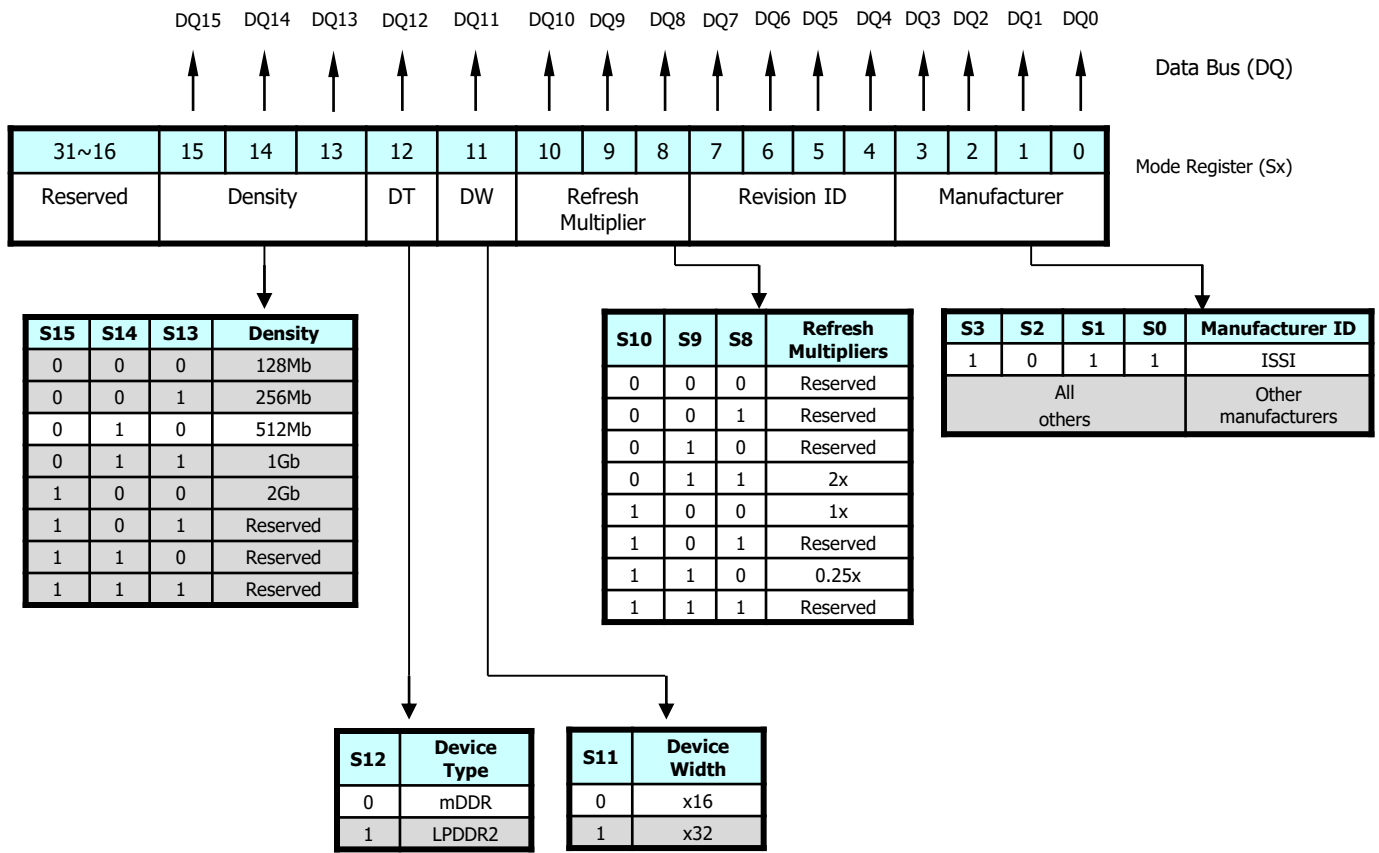 DQ15 DQ14 DQ13 DQ12 DQ11 DQ10 DQ9 DQ8 DQ7 DQ6 DQ5 DQ4 DQ3 DQ2 DQ1 DQ0
Data Bus (DQ)
31~16 15 14 13 12 11 10 9 8 7 6 5 4 3 2 1 0
Mode Register (Sx)
Reserved Density DT DW Refresh Revision ID Manufacturer
Multiplier
S15 S14 S13 Density
0 0 0 128Mb
0 0 1 256Mb
0 1 0 512Mb
0 1 1 1Gb
1 0 0 2Gb
1 0 1 Reserved
1 1 0 Reserved
1 1 1 Reserved
S10 S9 S8 Refresh
Multipliers
0 0 0 Reserved
0 0 1 Reserved
0 1 0 Reserved
0 1 1 2x
1 0 0 1x
1 0 1 Reserved
1 1 0 0.25x
1 1 1 Reserved
S3 S2 S1 S0 Manufacturer ID
1 0 1 1 ISSI
All Other
others manufacturers
S12 Device
Type
0 mDDR
1 LPDDR2
S11 Device
Width
0 x16
1 x32